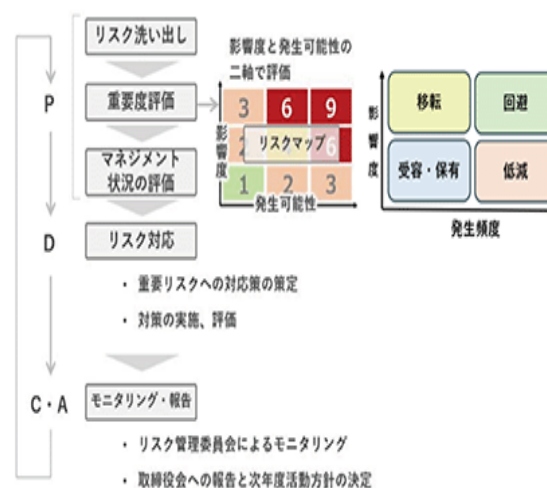 リスク洗い出し
影響度と発生可能性の
二軸で評価
P
重要度評価
3 6 9
影響度
2 6
リスクマップ
1 2 3
発生可能性
マネジメント
状況の評価
影響度
移転 回避
受容・保有 低減
発生頻度
D
リスク対応
・ 重要リスクへの対応策の策定
・ 対策の実施、評価
C・A
モニタリング・報告
・ リスク管理委員会によるモニタリング
・ 取締役会への報告と次年度活動方針の決定